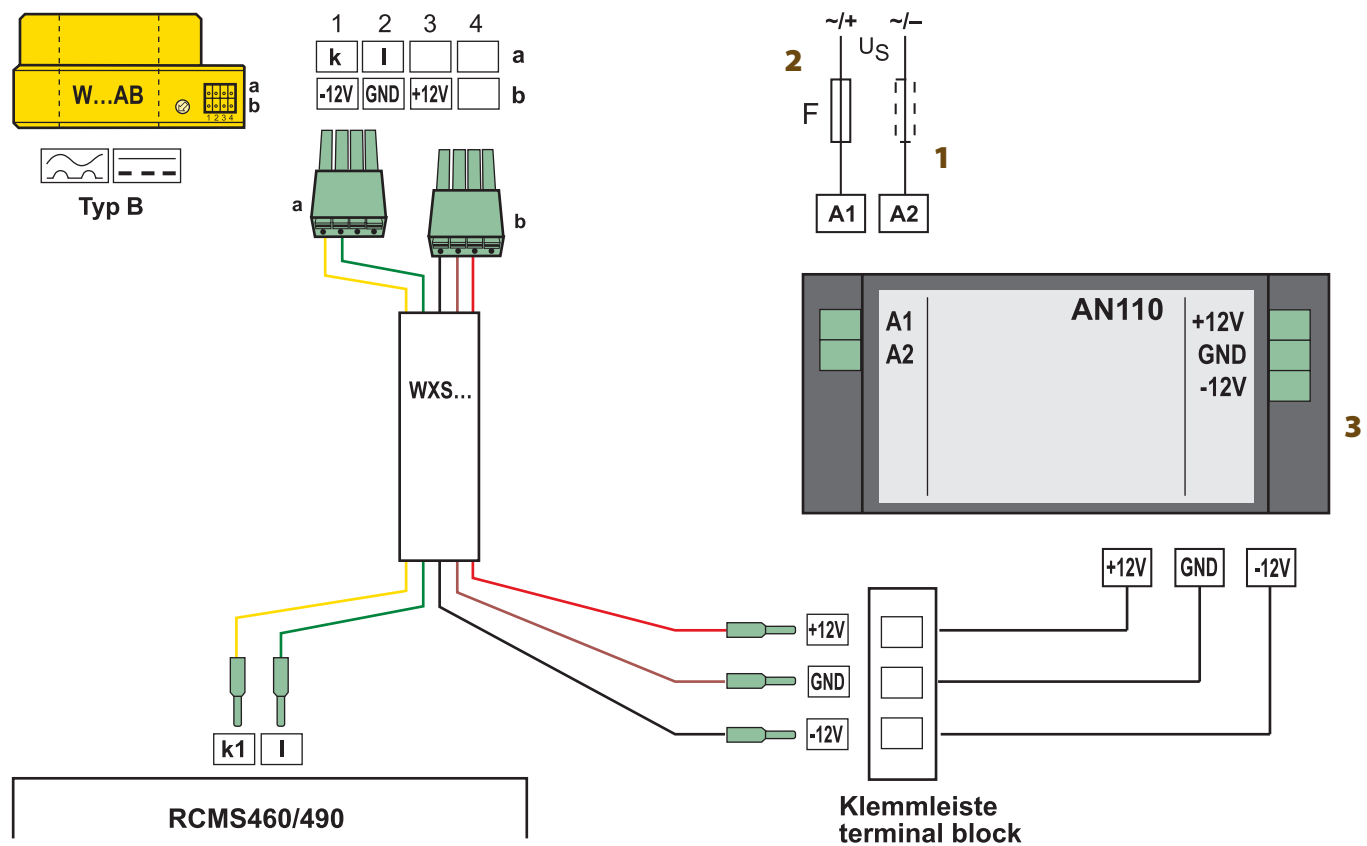 1 2 3 4
k l a
-12V GND +12V b
W...AB
a
b
1 2 3 4
Typ B
a
b
WXS...
k1 l
RCMS460/490
~/+ ~/–
US
2
F
1
A1 A2
AN110
A1
A2
+12V
GND
-12V
3
+12V GND -12V
+12V
GND
-12V
Klemmleiste
terminal block